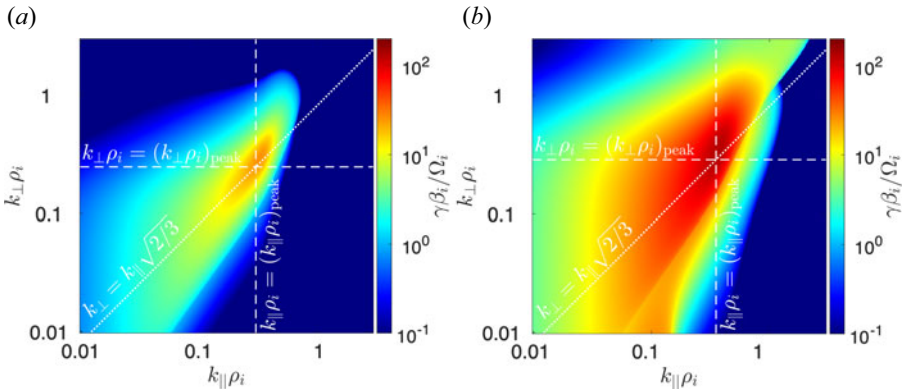 (a)
(b)
10²
10¹
10⁰
10⁻¹
γβᵢ/Ωᵢ
1
0.1
0.01
k⊥ρᵢ
k⊥ρᵢ = (k⊥ρᵢ)peak
k∥ρᵢ = (k∥ρᵢ)peak
k⊥ = k∥√2/3
0.01
0.1
1
k∥ρᵢ
10²
10¹
10⁰
10⁻¹
γβᵢ/Ωᵢ
1
0.1
0.01
k⊥ρᵢ
k⊥ρᵢ = (k⊥ρᵢ)peak
k∥ρᵢ = (k∥ρᵢ)peak
k⊥ = k∥√2/3
0.01
0.1
1
k∥ρᵢ